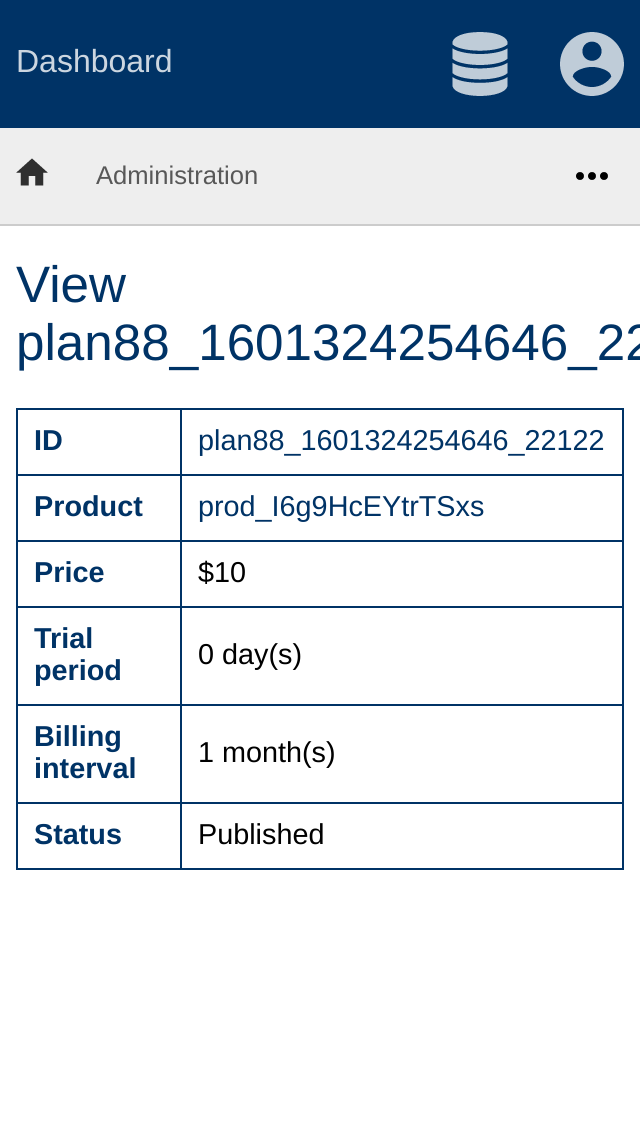 Dashboard
Administration
View
plan88_1601324254646_22
ID plan88_1601324254646_22122
Product prod_I6g9HcEYtrTSxs
Price $10
Trial
period 0 day(s)
Billing
interval 1 month(s)
Status Published